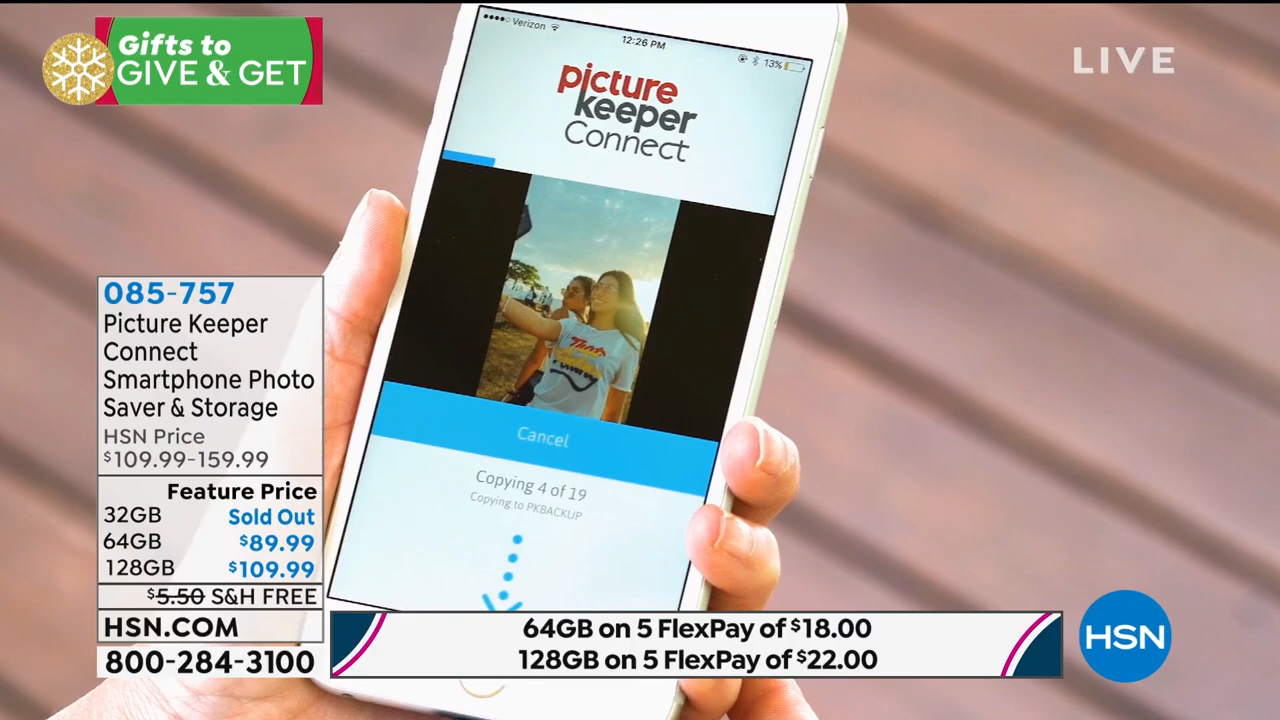 Gifts to
GIVE & GET
LIVE
Verizon
12:26 PM
13%
picture
keeper
Connect
Cancel
Copying 4 of 19
Copying to PKBACKUP
085-757
Picture Keeper
Connect
Smartphone Photo
Saver & Storage
HSN Price
$109.99-159.99
Feature Price
32GB Sold Out
64GB $89.99
128GB $109.99
$5.50 S&H FREE
HSN.COM
800-284-3100
64GB on 5 FlexPay of $18.00
128GB on 5 FlexPay of $22.00
HSN